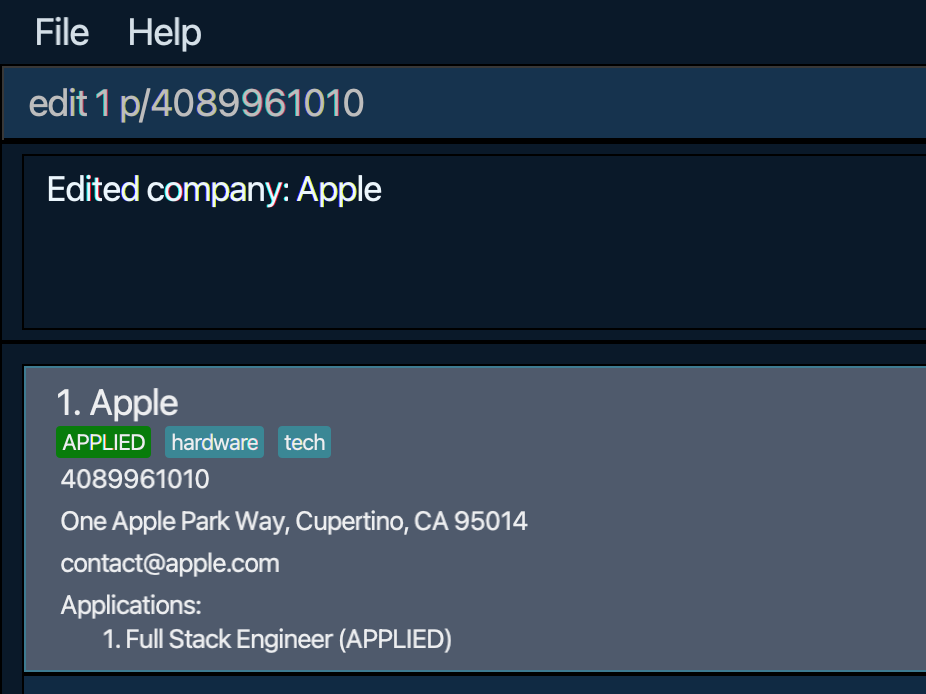 File Help
edit 1 p/4089961010
Edited company: Apple
1. Apple
APPLIED hardware tech
4089961010
One Apple Park Way, Cupertino, CA 95014
contact@apple.com
Applications:
1. Full Stack Engineer (APPLIED)